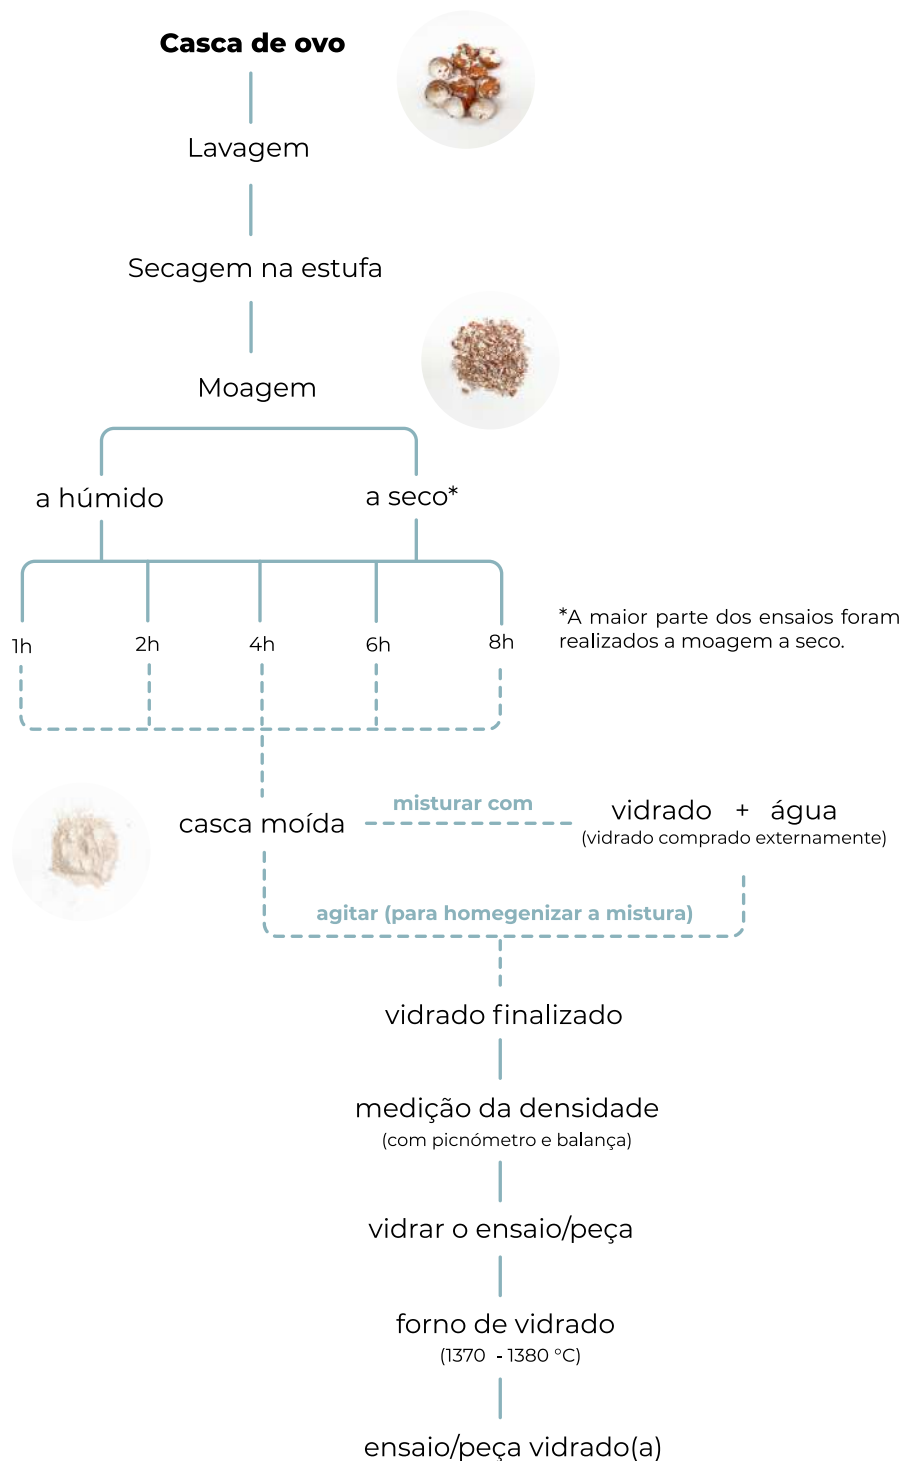 Casca de ovo
Lavagem
Secagem na estufa
Moagem
a húmido
a seco*
1h
2h
4h
6h
8h
*A maior parte dos ensaios foram
realizados a moagem a seco.
casca moída
misturar com
vidrado + água
(vidrado comprado externamente)
agitar (para homegenizar a mistura)
vidrado finalizado
medição da densidade
(com picnómetro e balança)
vidrar o ensaio/peça
forno de vidrado
(1370 - 1380 °C)
ensaio/peça vidrado(a)